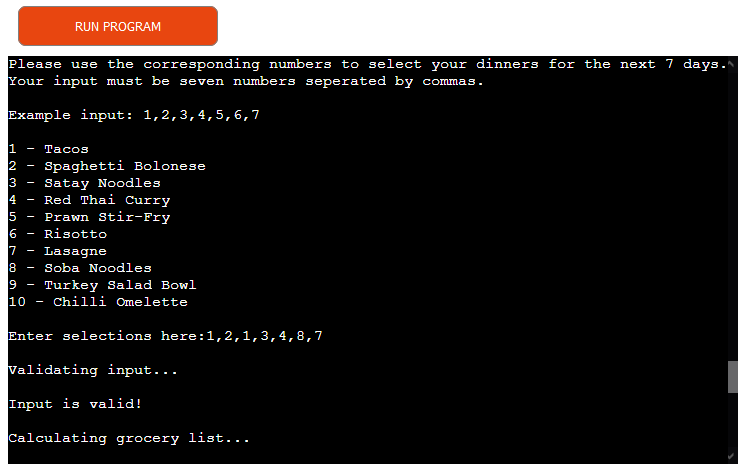 RUN PROGRAM
Please use the corresponding numbers to select your dinners for the next 7 days.
Your input must be seven numbers seperated by commas.
Example input: 1,2,3,4,5,6,7
1 - Tacos
2 - Spaghetti Bolonese
3 - Satay Noodles
4 - Red Thai Curry
5 - Prawn Stir-Fry
6 - Risotto
7 - Lasagne
8 - Soba Noodles
9 - Turkey Salad Bowl
10 - Chilli Omelette
Enter selections here:1,2,1,3,4,8,7
Validating input...
Input is valid!
Calculating grocery list...